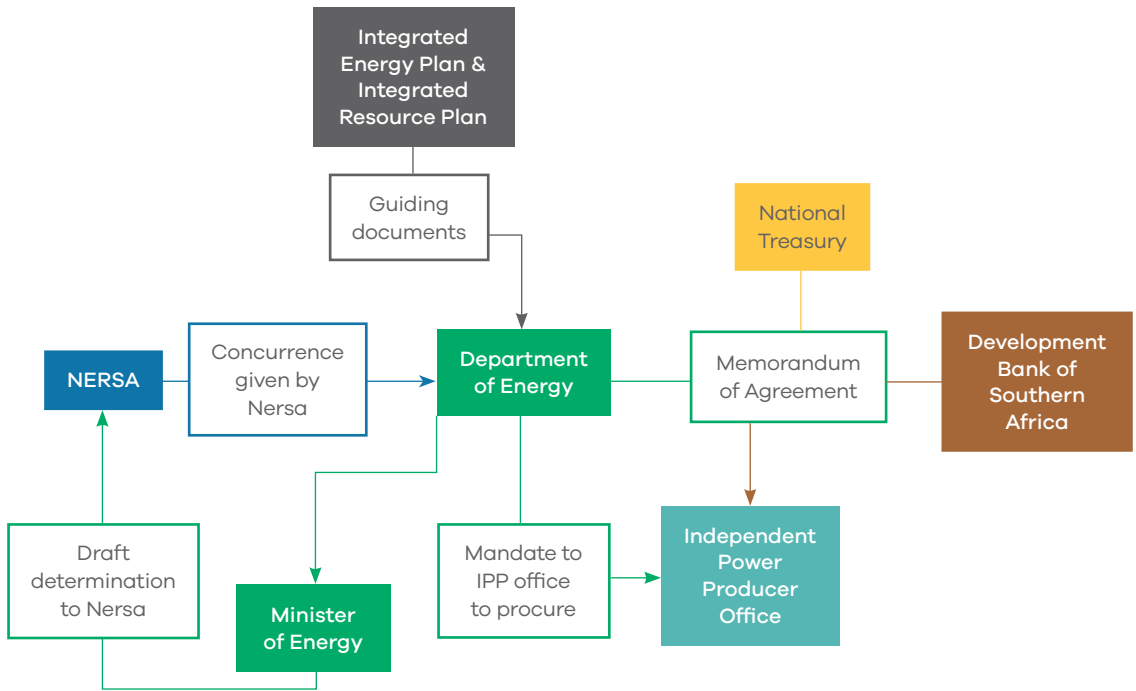 Integrated
Energy Plan &
Integrated
Resource Plan
Guiding
documents
National
Treasury
NERSA
Concurrence
given by
Nersa
Department
of Energy
Memorandum
of Agreement
Development
Bank of
Southern
Africa
Draft
determination
to Nersa
Minister
of Energy
Mandate to
IPP office
to procure
Independent
Power
Producer
Office